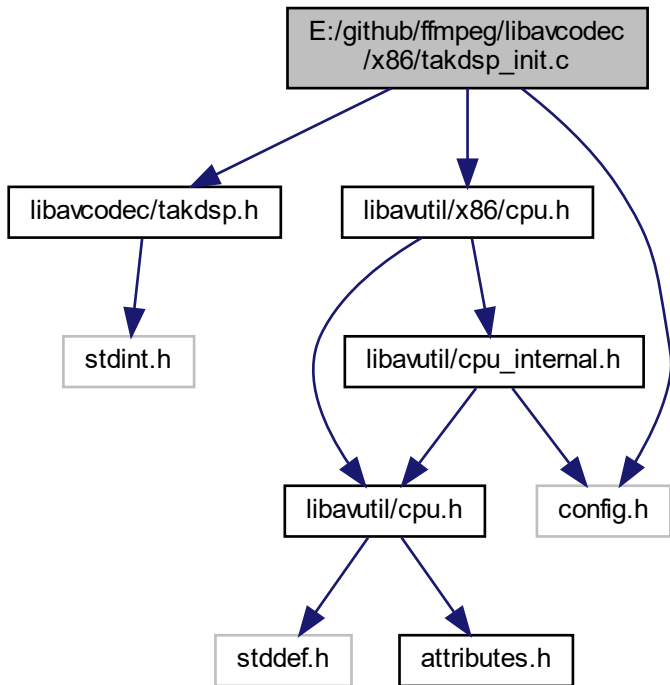 E:/github/ffmpeg/libavcodec
/x86/takdsp_init.c
libavcodec/takdsp.h
libavutil/x86/cpu.h
stdint.h
libavutil/cpu_internal.h
libavutil/cpu.h
config.h
stddef.h
attributes.h